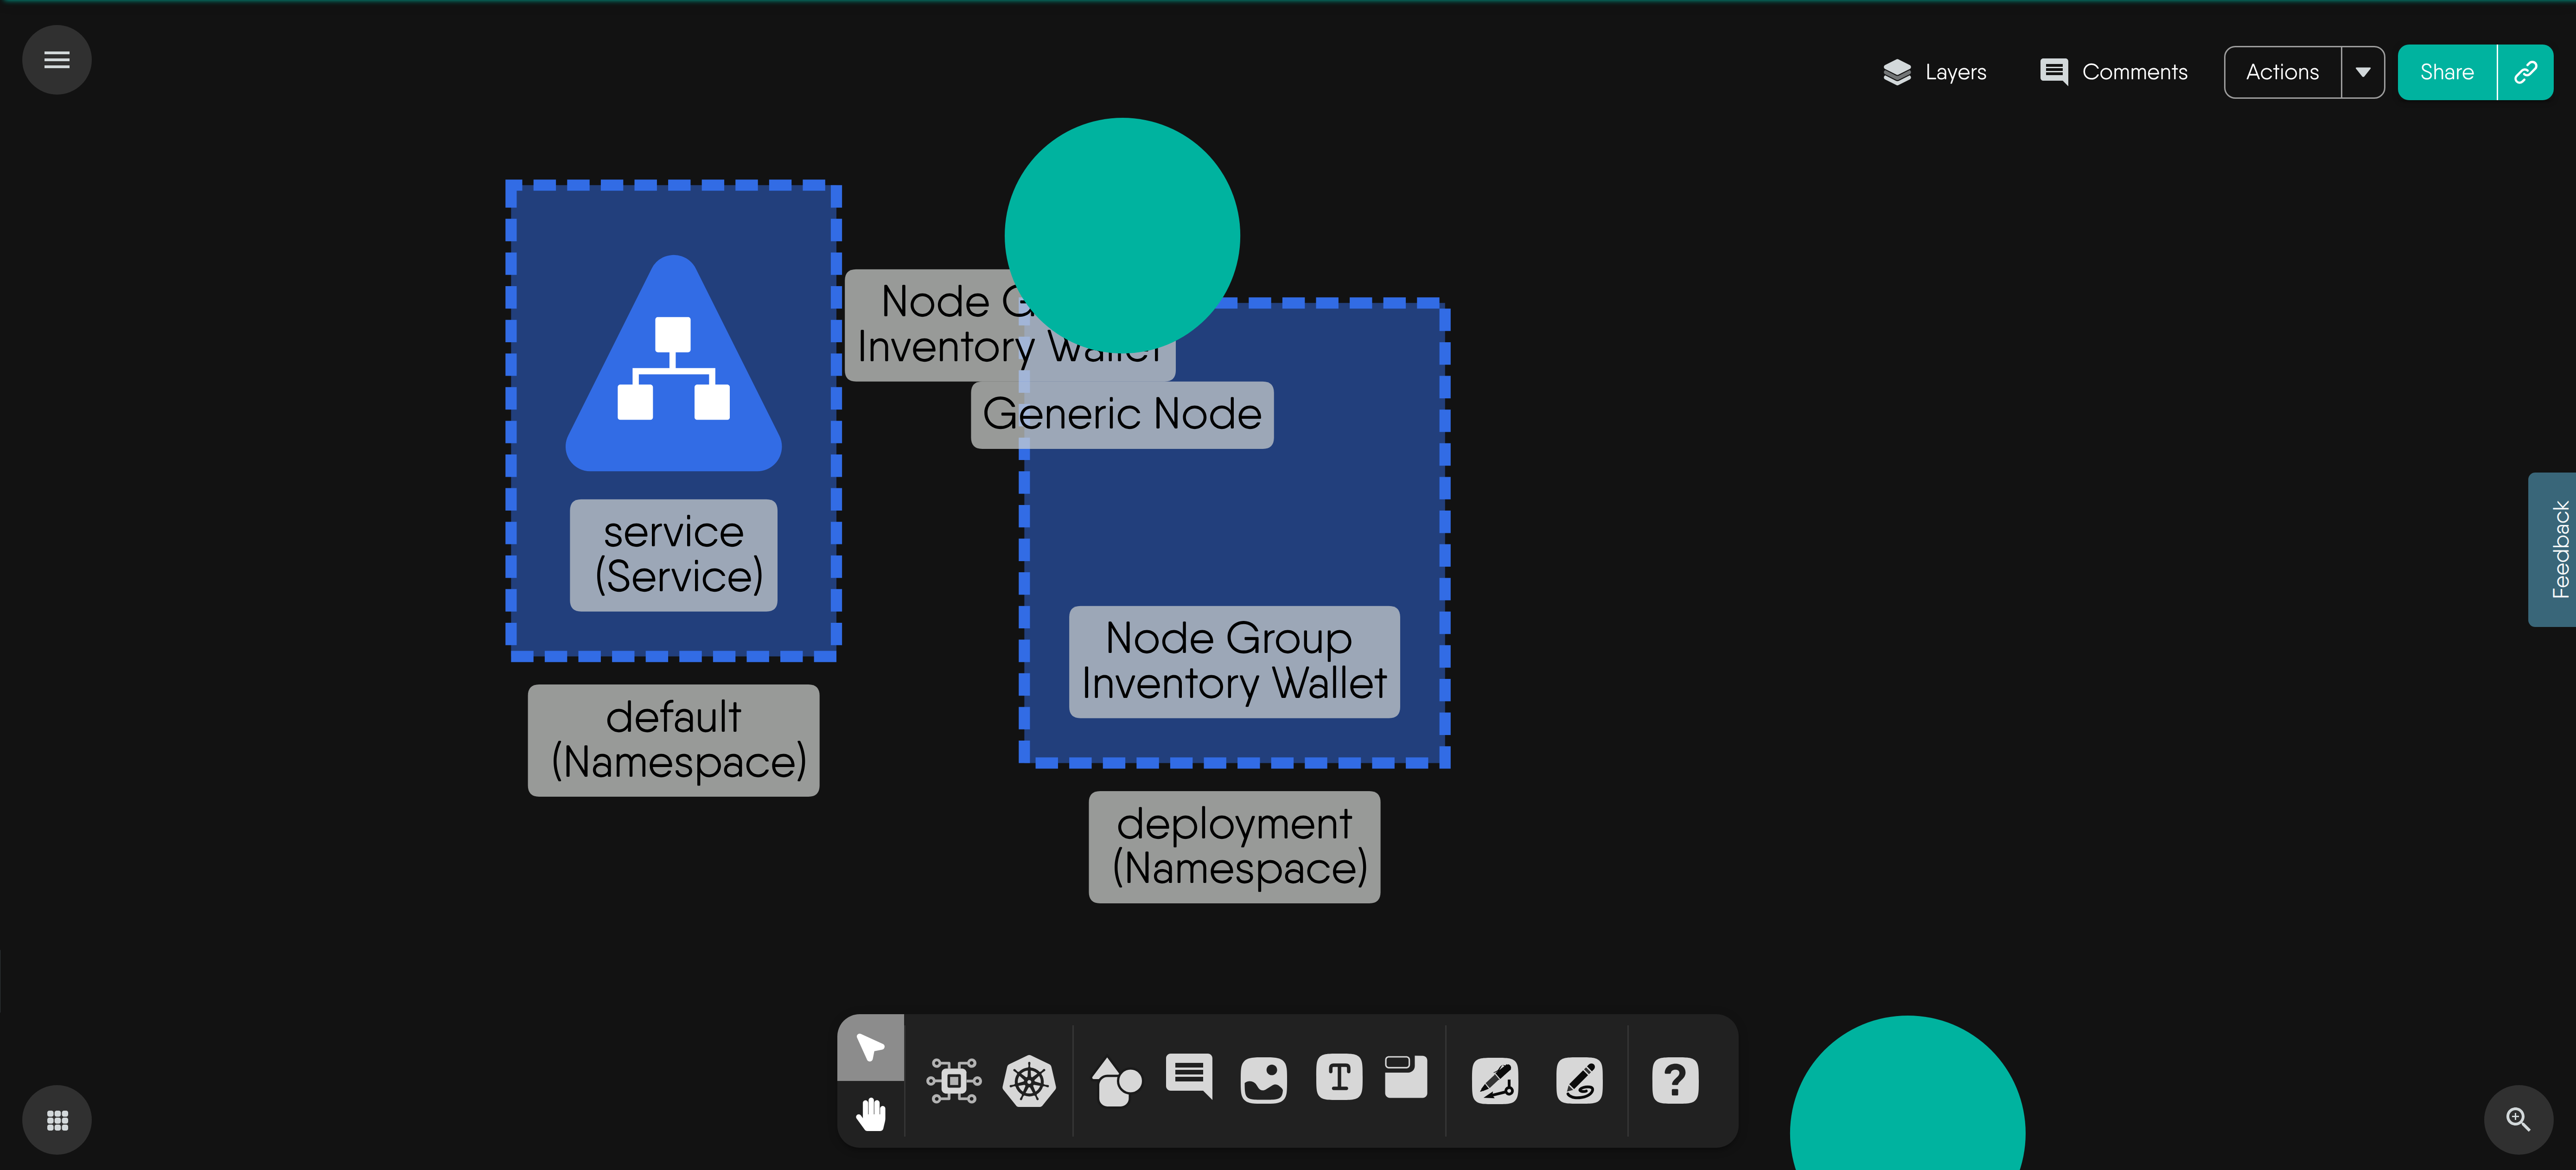 Layers
Comments
Actions
Share
Node
Inventory
Generic Node
service
(Service)
Node Group
Inventory Wallet
default
(Namespace)
deployment
(Namespace)
Feedback